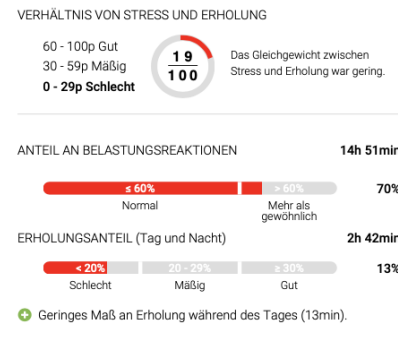 VERHÄLTNIS VON STRESS UND ERHOLUNG
60 - 100p Gut
30 - 59p Mäßig
0 - 29p Schlecht
19
100
Das Gleichgewicht zwischen
Stress und Erholung war gering.
ANTEIL AN BELASTUNGSREAKTIONEN 14h 51min
≤ 60% > 60% 70%
Normal Mehr als
gewöhnlich
ERHOLUNGSANTEIL (Tag und Nacht) 2h 42min
< 20% 20 - 29% ≥ 30% 13%
Schlecht Mäßig Gut
Geringes Maß an Erholung während des Tages (13min).